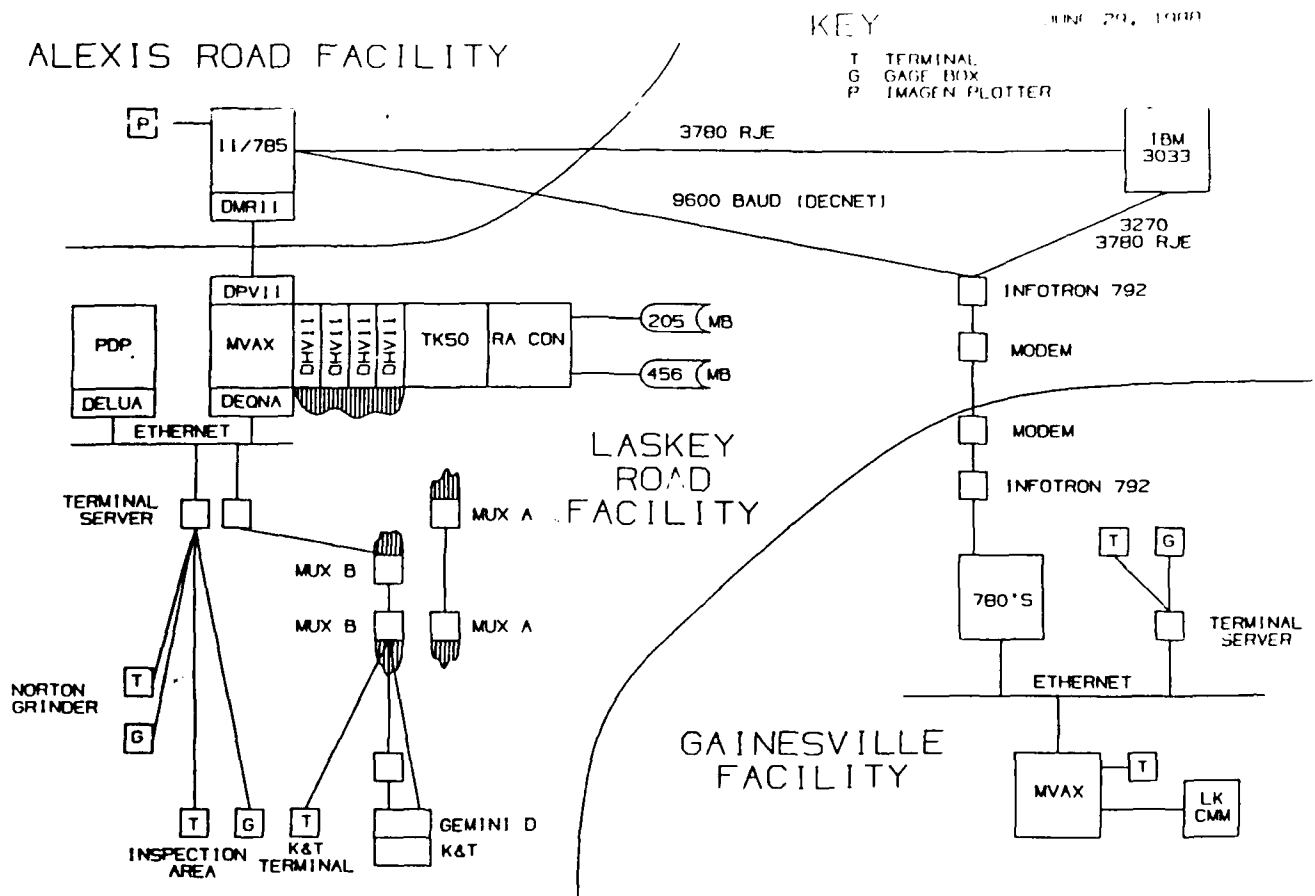 KEY
JUNE 29, 1988
ALEXIS ROAD FACILITY
T TERMINAL
G GAGE BOX
P IMAGEN PLOTTER
P
11/785
3780 RJE
IBM
3033
DMR11
9600 BAUD (DECNET)
3270
3780 RJE
DPV11
INFOTRON 792
PDP
MVAX
DHV11
DHV11
DHV11
DHV11
TK50
RA CON
205 MB
456 MB
MODEM
DELUA
DEQNA
ETHERNET
MODEM
LASKEY
ROAD
FACILITY
INFOTRON 792
TERMINAL
SERVER
MUX A
MUX B
T
G
MUX B
MUX A
780'S
TERMINAL
SERVER
NORTON
GRINDER
T
G
ETHERNET
GAINESVILLE
FACILITY
MVAX
T
LK
CMM
T
G
T
GEMINI D
K&T
INSPECTION
AREA
K&T
TERMINAL